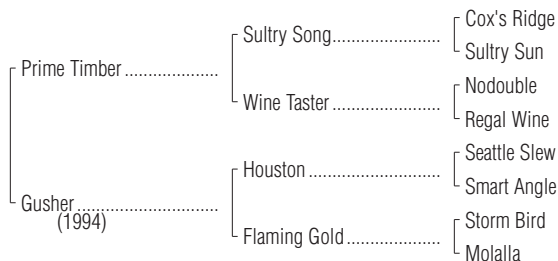 Cox's Ridge
Sultry Song........................
Sultry Sun
Prime Timber .....................
Nodouble
Wine Taster ........................
Regal Wine
Seattle Slew
Houston ..............................
Smart Angle
Gusher ................................
(1994)
Storm Bird
Flaming Gold .....................
Molalla